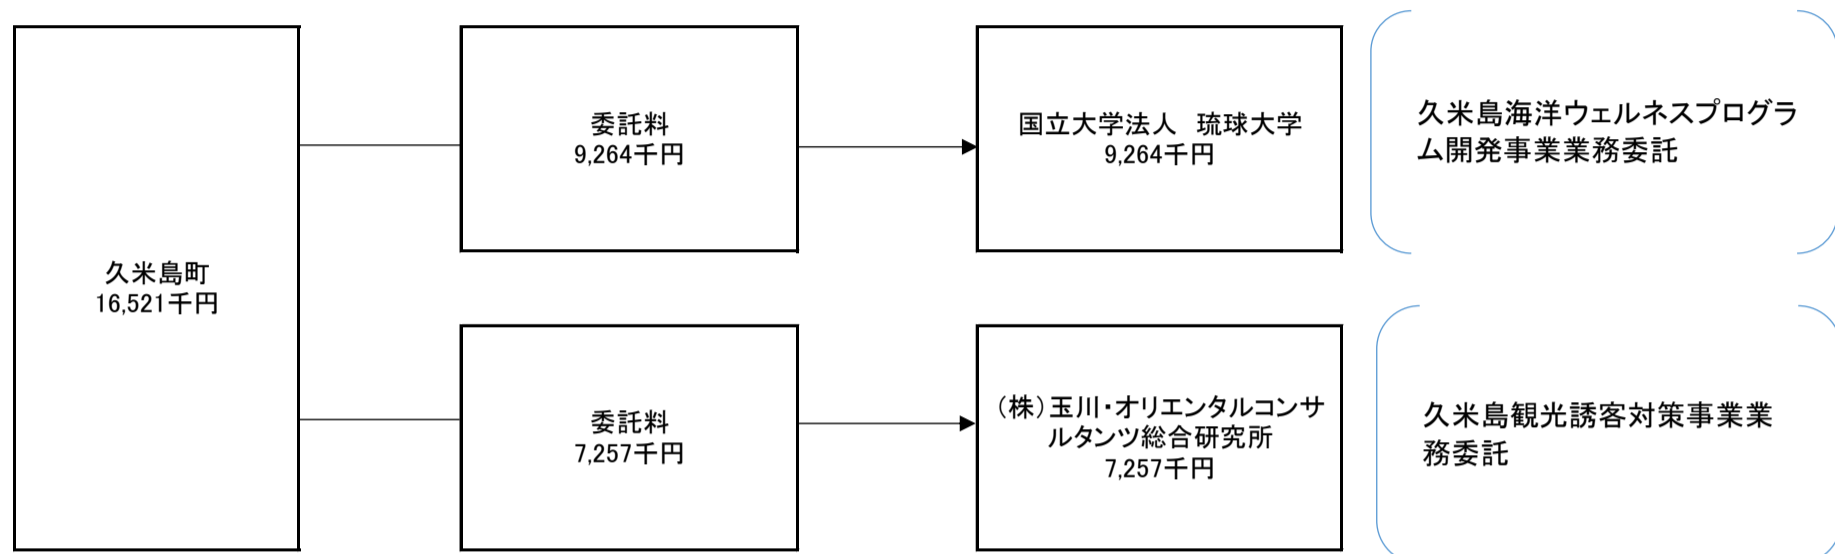 久米島町
16,521千円
委託料
9,264千円
国立大学法人　琉球大学
9,264千円
久米島海洋ウェルネスプログラ
ム開発事業業務委託
委託料
7,257千円
（株）玉川・オリエンタルコンサ
ルタンツ総合研究所
7,257千円
久米島観光誘客対策事業業
務委託